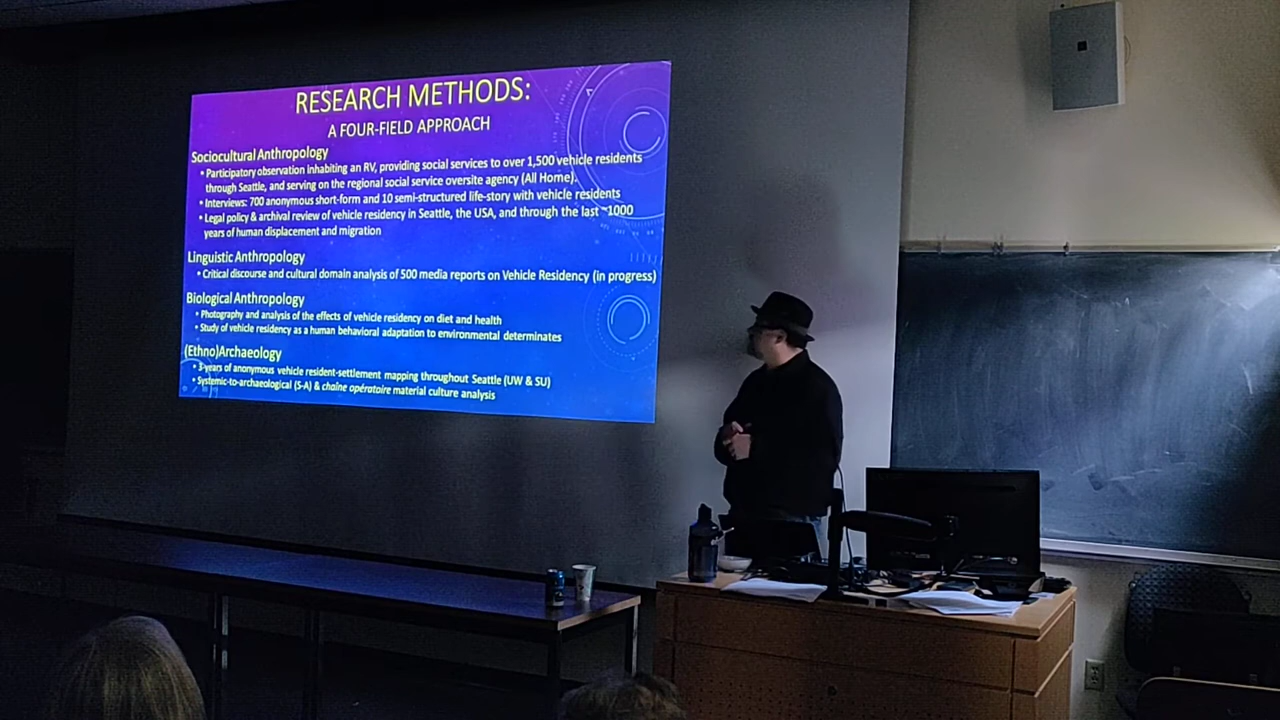 RESEARCH METHODS:
A FOUR-FIELD APPROACH
Sociocultural Anthropology
• Participatory observation inhabiting an RV, providing social services to over 1,500 vehicle residents
through Seattle, and serving on the regional social service oversite agency (All Home).
• Interviews: 700 anonymous short-form and 10 semi-structured life-story with vehicle residents
• Legal policy & archival review of vehicle residency in Seattle, the USA, and through the last ~1000
years of human displacement and migration
Linguistic Anthropology
• Critical discourse and cultural domain analysis of 500 media reports on Vehicle Residency (in progress)
Biological Anthropology
• Photography and analysis of the effects of vehicle residency on diet and health
• Study of vehicle residency as a human behavioral adaptation to environmental determinates
(Ethno)Archaeology
• 3-years of anonymous vehicle resident-settlement mapping throughout Seattle (UW & SU)
• Systemic-to-archaeological (S-A) & chaîne opératoire material culture analysis